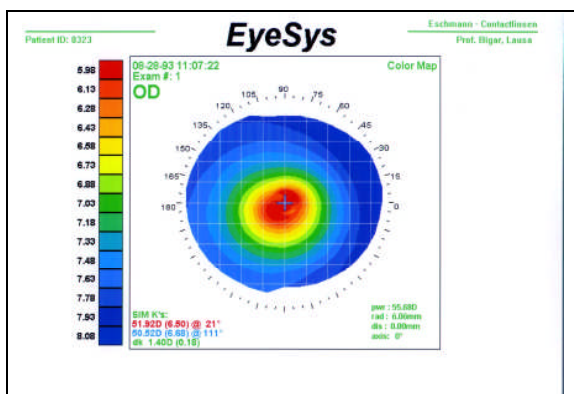 Patient ID: 0323
EyeSys
Eschmann - Contactlinsen
Prof. Bigar, Lausa
08-28-93 11:07:22
Exam #: 1
OD
Color Map
5.98
6.13
6.28
6.43
6.58
6.73
6.88
7.03
7.18
7.33
7.48
7.63
7.78
7.93
8.08
105
90
75
120
60
135
45
150
30
165
15
180
0
SIM K's:
51.92D (6.50) @ 21°
50.52D (6.68) @ 111°
dk 1.40D (0.18)
pwr : 55.68D
rad : 6.06mm
dis : 0.00mm
axis: 0°